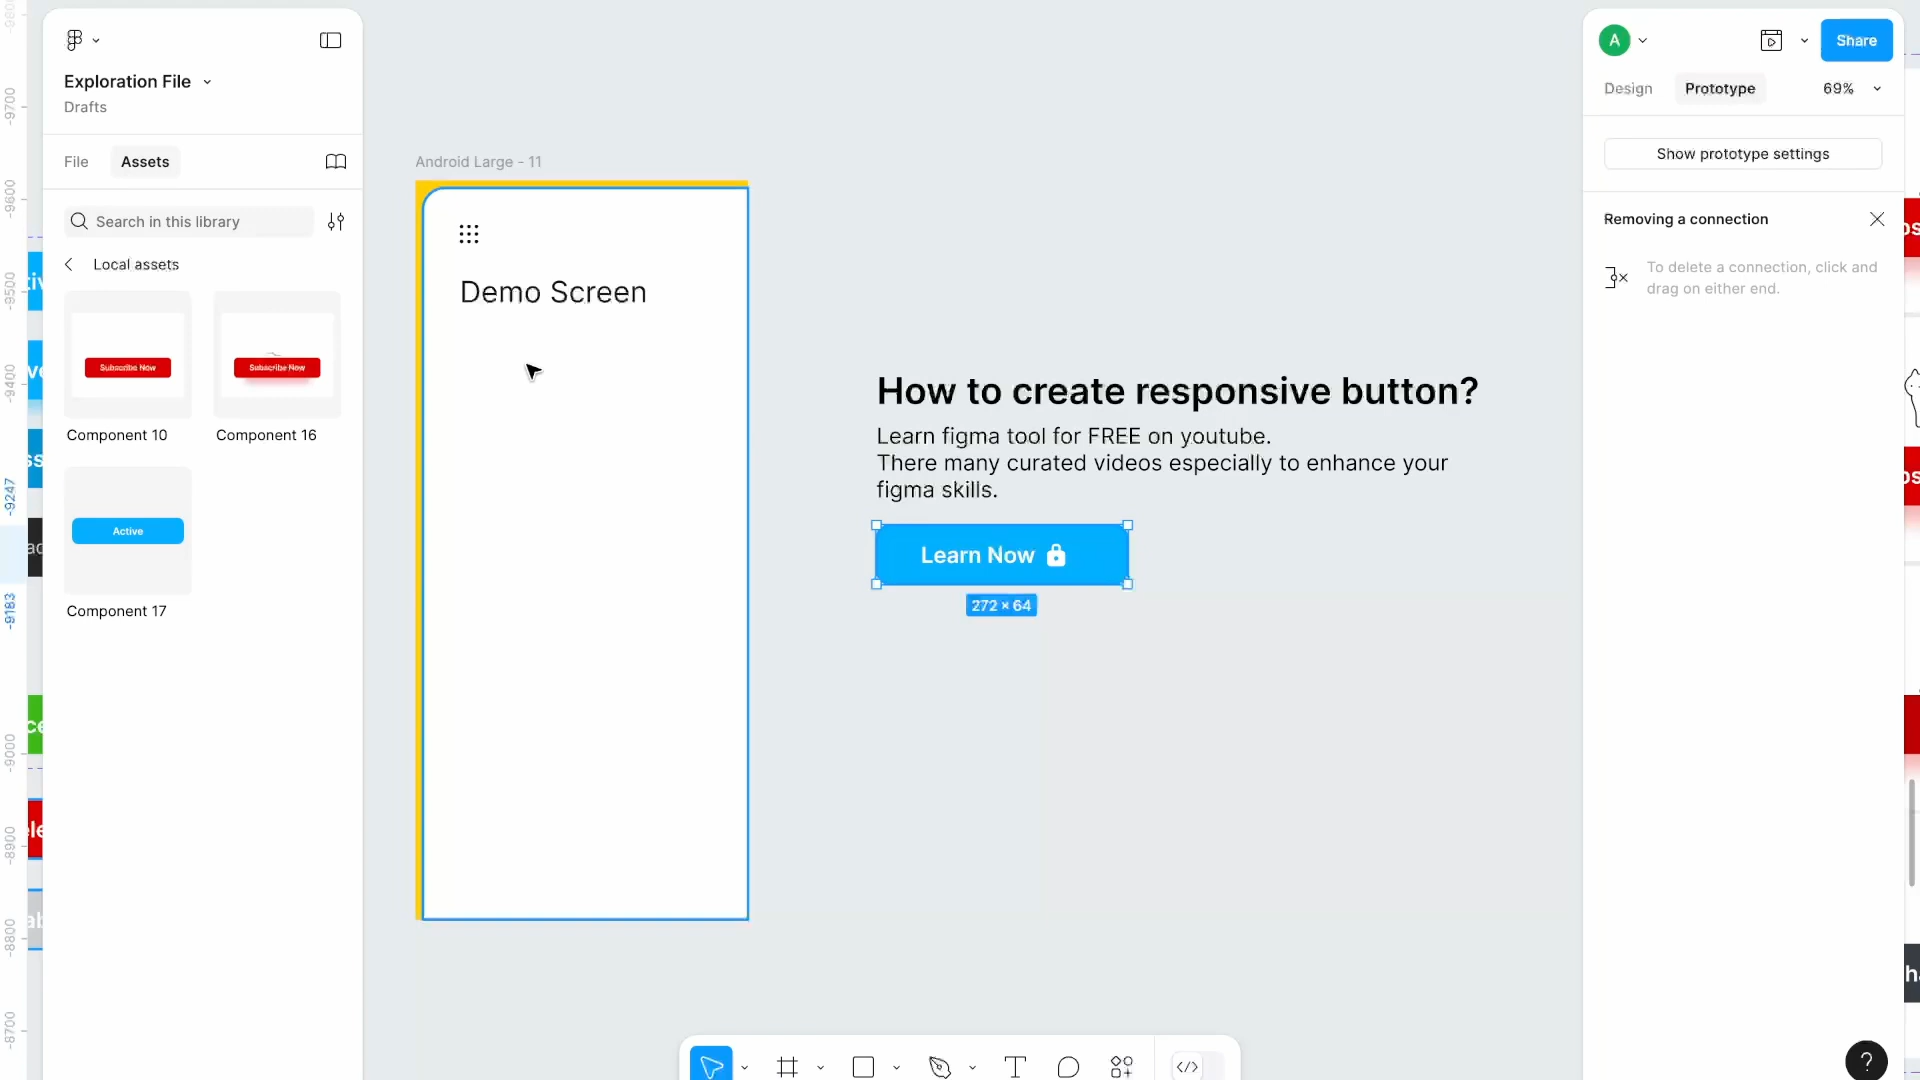 Exploration File
Drafts
File
Assets
Search in this library
Local assets
Subscribe Now
Subscribe Now
Component 10
Component 16
Active
Component 17
-9700
-9600
-9500
-9400
-9247
-9183
-9000
-8900
-8800
-8700
Android Large - 11
Demo Screen
How to create responsive button?
Learn figma tool for FREE on youtube.
There many curated videos especially to enhance your
figma skills.
Learn Now
272 × 64
A
Share
Design
Prototype
69%
Show prototype settings
Removing a connection
To delete a connection, click and
drag on either end.
?